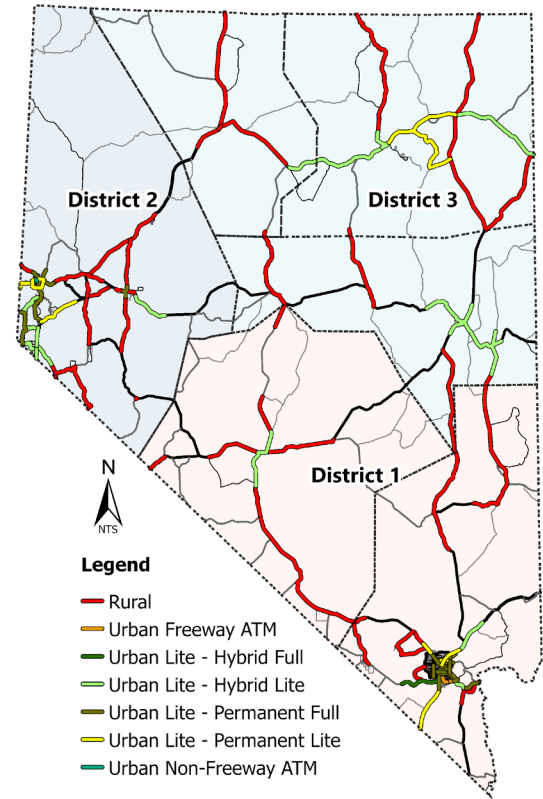 District 2
District 3
District 1
N
NTS
Legend
Rural
Urban Freeway ATM
Urban Lite - Hybrid Full
Urban Lite - Hybrid Lite
Urban Lite - Permanent Full
Urban Lite - Permanent Lite
Urban Non-Freeway ATM